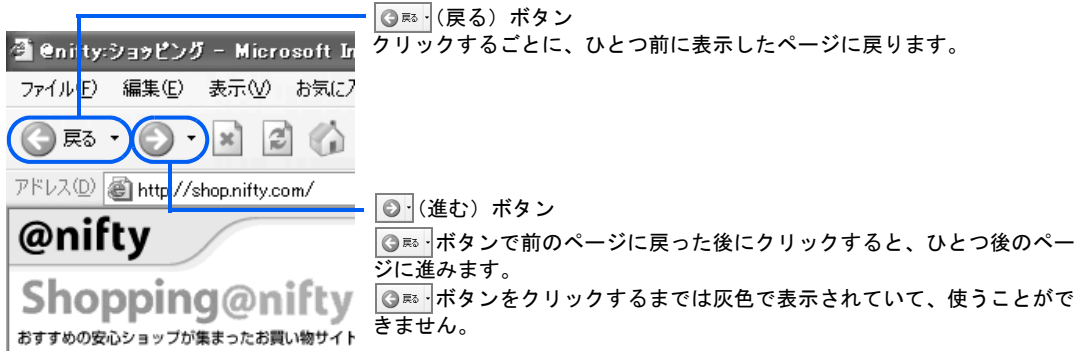 戻る (戻る) ボタン
クリックするごとに、ひとつ前に表示したページに戻ります。
@nifty:ショッピング - Microsoft In
ファイル(F) 編集(E) 表示(V) お気に入
戻る
アドレス(D) http://shop.nifty.com/
@nifty
Shopping@nifty
おすすめの安心ショップが集まったお買い物サイト
(進む) ボタン
戻る ボタンで前のページに戻った後にクリックすると、ひとつ後のペー
ジに進みます。
戻る ボタンをクリックするまでは灰色で表示されていて、使うことがで
きません。